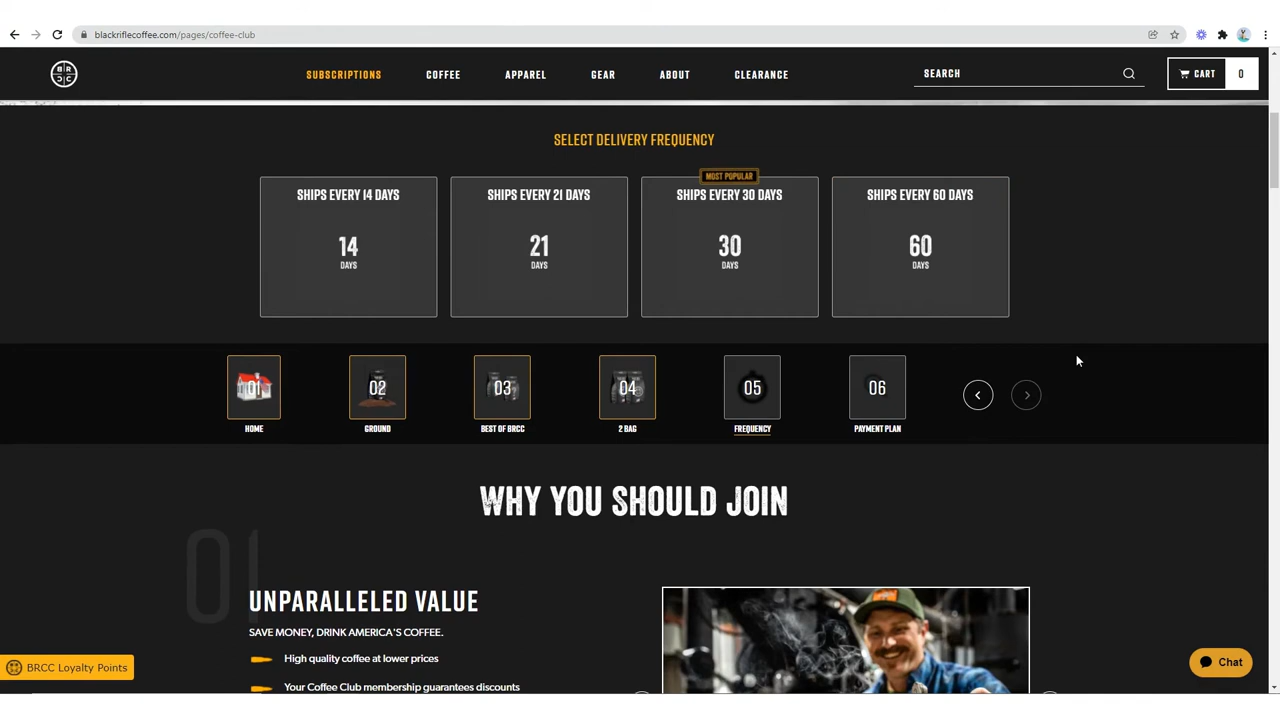 blackriflecoffee.com/pages/coffee-club
SUBSCRIPTIONS COFFEE APPAREL GEAR ABOUT CLEARANCE SEARCH CART 0
SELECT DELIVERY FREQUENCY
MOST POPULAR
SHIPS EVERY 14 DAYS SHIPS EVERY 21 DAYS SHIPS EVERY 30 DAYS SHIPS EVERY 60 DAYS
14 21 30 60
DAYS DAYS DAYS DAYS
01 02 03 04 05 06
HOME GROUND BEST OF BRCC 2 BAG FREQUENCY PAYMENT PLAN
WHY YOU SHOULD JOIN
01
UNPARALLELED VALUE
SAVE MONEY, DRINK AMERICA'S COFFEE.
High quality coffee at lower prices
Your Coffee Club membership guarantees discounts
BRCC Loyalty Points
Chat